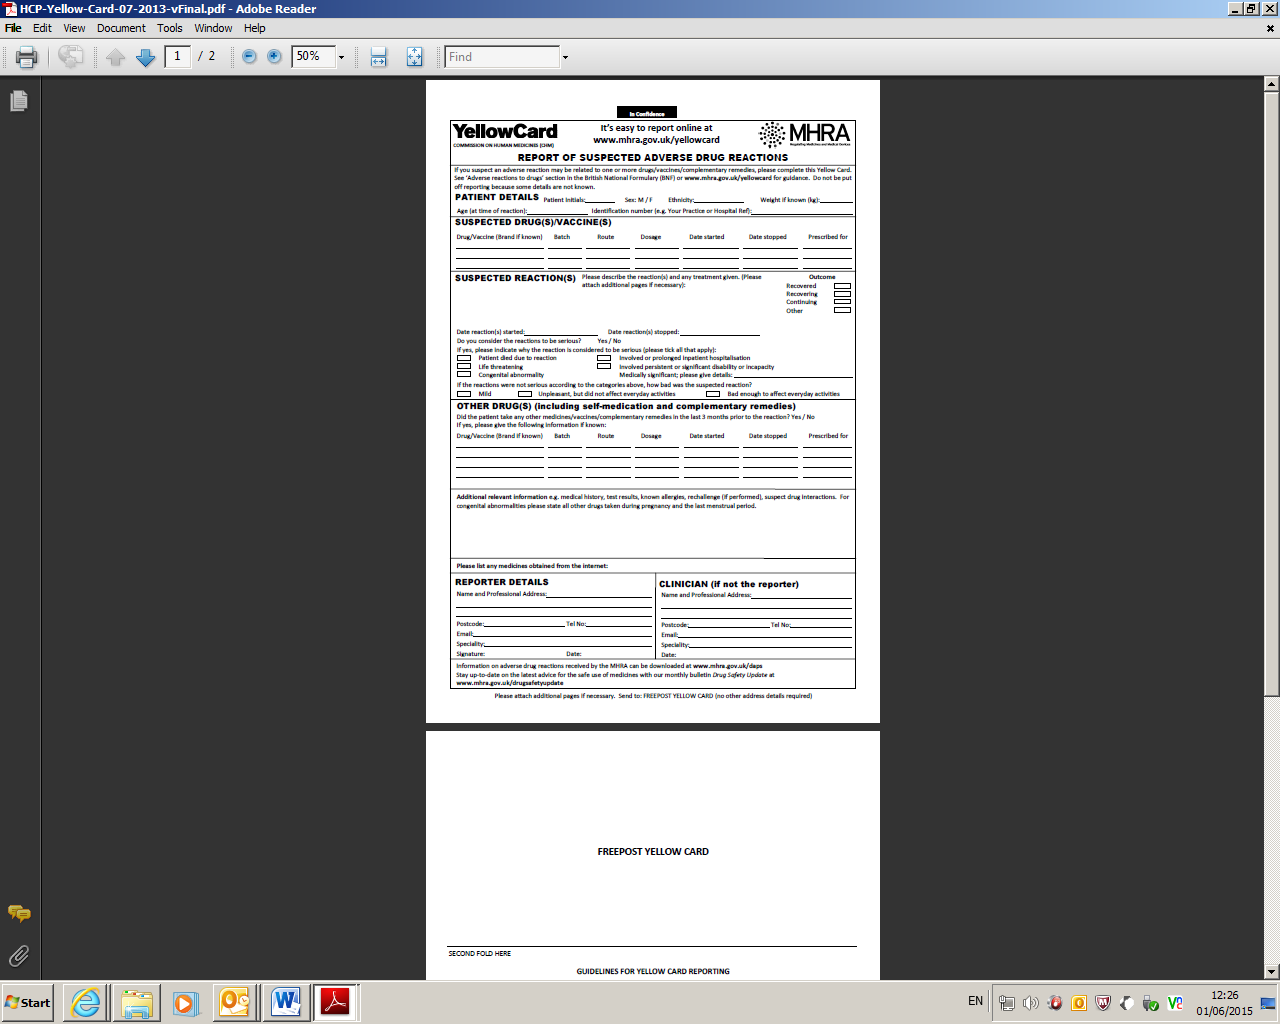 HCP-Yellow-Card-07-2013-vFinal.pdf - Adobe Reader
File Edit View Document Tools Window Help
1 / 2 50% Find
In Confidence
YellowCard
COMMISSION ON HUMAN MEDICINES (CHM)
It's easy to report online at
www.mhra.gov.uk/yellowcard
MHRA
Regulating Medicines and Medical Devices
REPORT OF SUSPECTED ADVERSE DRUG REACTIONS
If you suspect an adverse reaction may be related to one or more drugs/vaccines/complementary remedies, please complete this Yellow Card.
See 'Adverse reactions to drugs' section in the British National Formulary (BNF) or www.mhra.gov.uk/yellowcard for guidance. Do not be put
off reporting because some details are not known.
PATIENT DETAILS Patient Initials: Sex: M / F Ethnicity: Weight if known (kg):
Age (at time of reaction): Identification number (e.g. Your Practice or Hospital Ref):
SUSPECTED DRUG(S)/VACCINE(S)
Drug/Vaccine (Brand if known) Batch Route Dosage Date started Date stopped Prescribed for
SUSPECTED REACTION(S) Please describe the reaction(s) and any treatment given. (Please
attach additional pages if necessary):
Outcome
Recovered
Recovering
Continuing
Other
Date reaction(s) started: Date reaction(s) stopped:
Do you consider the reactions to be serious? Yes / No
If yes, please indicate why the reaction is considered to be serious (please tick all that apply):
Patient died due to reaction Involved or prolonged inpatient hospitalisation
Life threatening Involved persistent or significant disability or incapacity
Congenital abnormality Medically significant; please give details:
If the reactions were not serious according to the categories above, how bad was the suspected reaction?
Mild Unpleasant, but did not affect everyday activities Bad enough to affect everyday activities
OTHER DRUG(S) (including self-medication and complementary remedies)
Did the patient take any other medicines/vaccines/complementary remedies in the last 3 months prior to the reaction? Yes / No
If yes, please give the following information if known:
Drug/Vaccine (Brand if known) Batch Route Dosage Date started Date stopped Prescribed for
Additional relevant information e.g. medical history, test results, known allergies, rechallenge (if performed), suspect drug interactions. For
congenital abnormalities please state all other drugs taken during pregnancy and the last menstrual period.
Please list any medicines obtained from the internet:
REPORTER DETAILS
Name and Professional Address:
Postcode: Tel No:
Email:
Speciality:
Signature: Date:
CLINICIAN (if not the reporter)
Name and Professional Address:
Postcode: Tel No:
Email:
Speciality:
Date:
Information on adverse drug reactions received by the MHRA can be downloaded at www.mhra.gov.uk/daps
Stay up-to-date on the latest advice for the safe use of medicines with our monthly bulletin Drug Safety Update at
www.mhra.gov.uk/drugsafetyupdate
Please attach additional pages if necessary. Send to: FREEPOST YELLOW CARD (no other address details required)
FREEPOST YELLOW CARD
SECOND FOLD HERE
GUIDELINES FOR YELLOW CARD REPORTING
Start
EN
12:26
01/06/2015